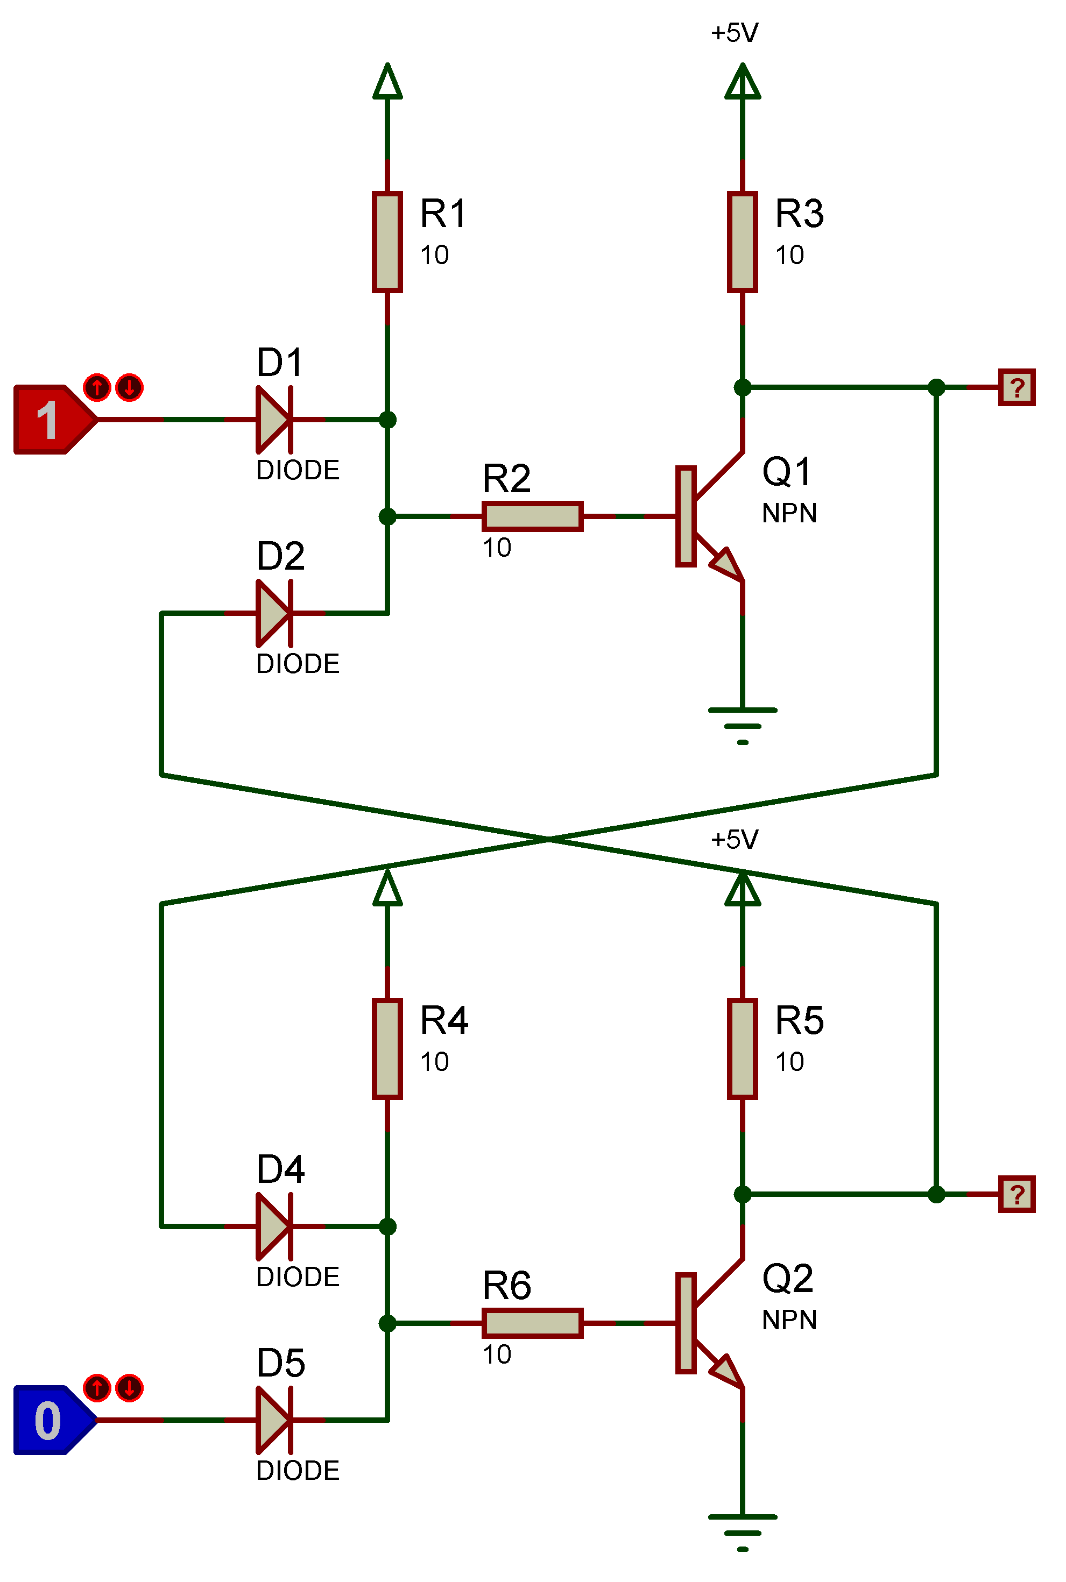 +5V
R1
10
R3
10
D1
DIODE
1
?
Q1
NPN
R2
10
D2
DIODE
+5V
R4
10
R5
10
D4
DIODE
?
Q2
NPN
R6
10
D5
DIODE
0